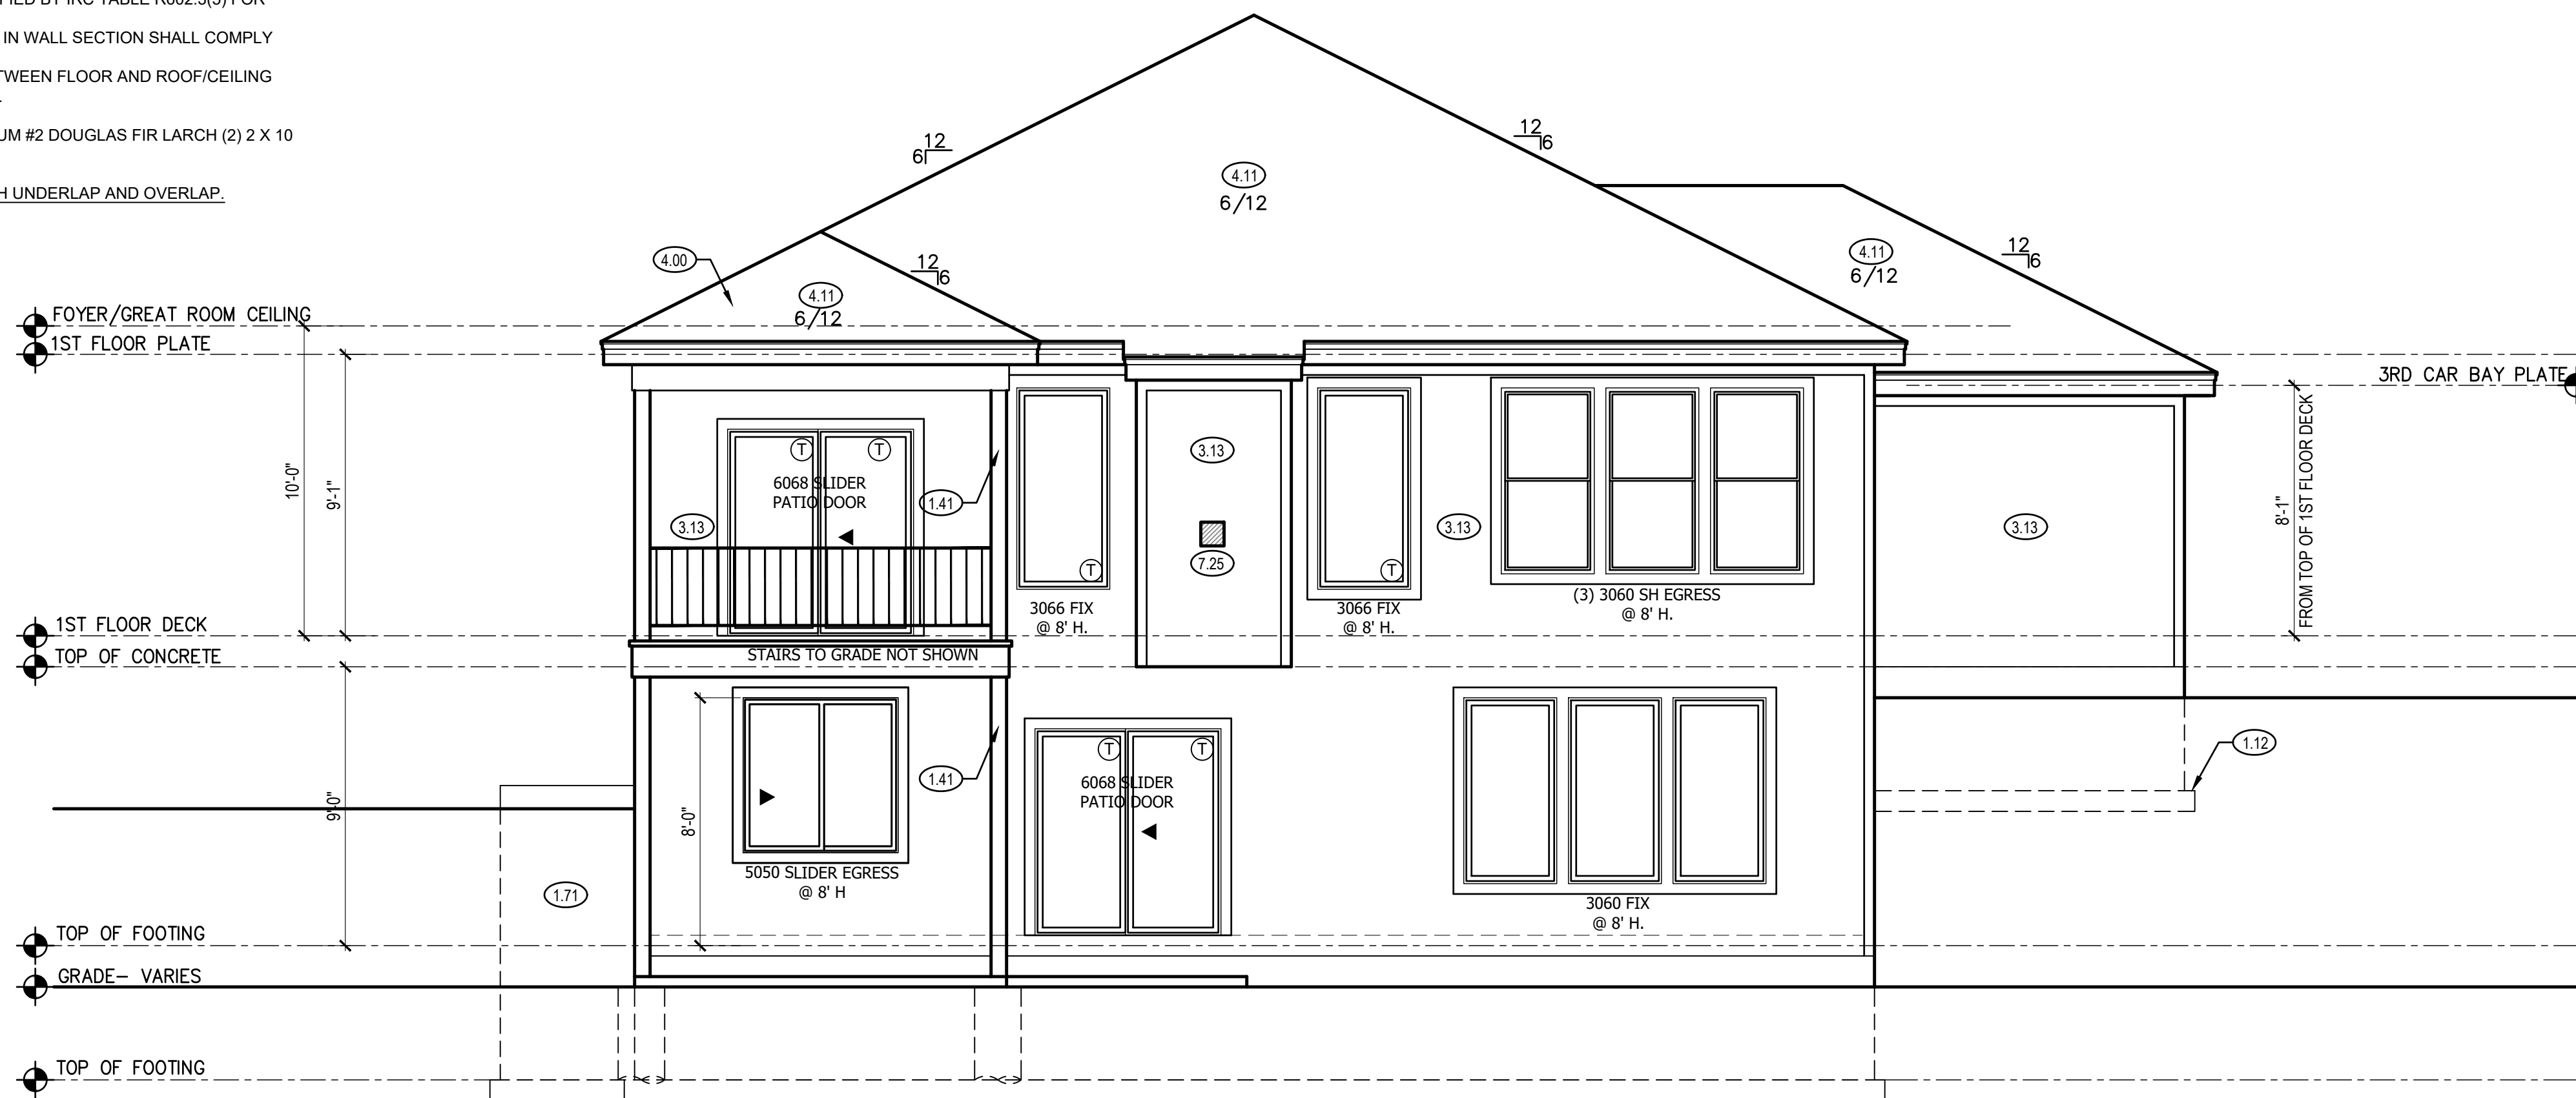 IN WALL SECTION SHALL COMPLY
TWEEN FLOOR AND ROOF/CEILING
UM #2 DOUGLAS FIR LARCH (2) 2 X 10
H UNDERLAP AND OVERLAP.
12
6
12
6
4.11
6/12
4.00
12
6
12
6
4.11
6/12
4.11
6/12
FOYER/GREAT ROOM CEILING
1ST FLOOR PLATE
3RD CAR BAY PLATE
10'-0"
9'-1"
T
T
6068 SLIDER
PATIO DOOR
1.41
3.13
3.13
7.25
T
T
3.13
3.13
8'-1"
FROM TOP OF 1ST FLOOR DECK
3066 FIX
@ 8' H.
3066 FIX
@ 8' H.
(3) 3060 SH EGRESS
@ 8' H.
1ST FLOOR DECK
TOP OF CONCRETE
STAIRS TO GRADE NOT SHOWN
1.12
T
T
6068 SLIDER
PATIO DOOR
1.41
9'-0"
8'-0"
5050 SLIDER EGRESS
@ 8' H
1.71
3060 FIX
@ 8' H.
TOP OF FOOTING
GRADE- VARIES
TOP OF FOOTING